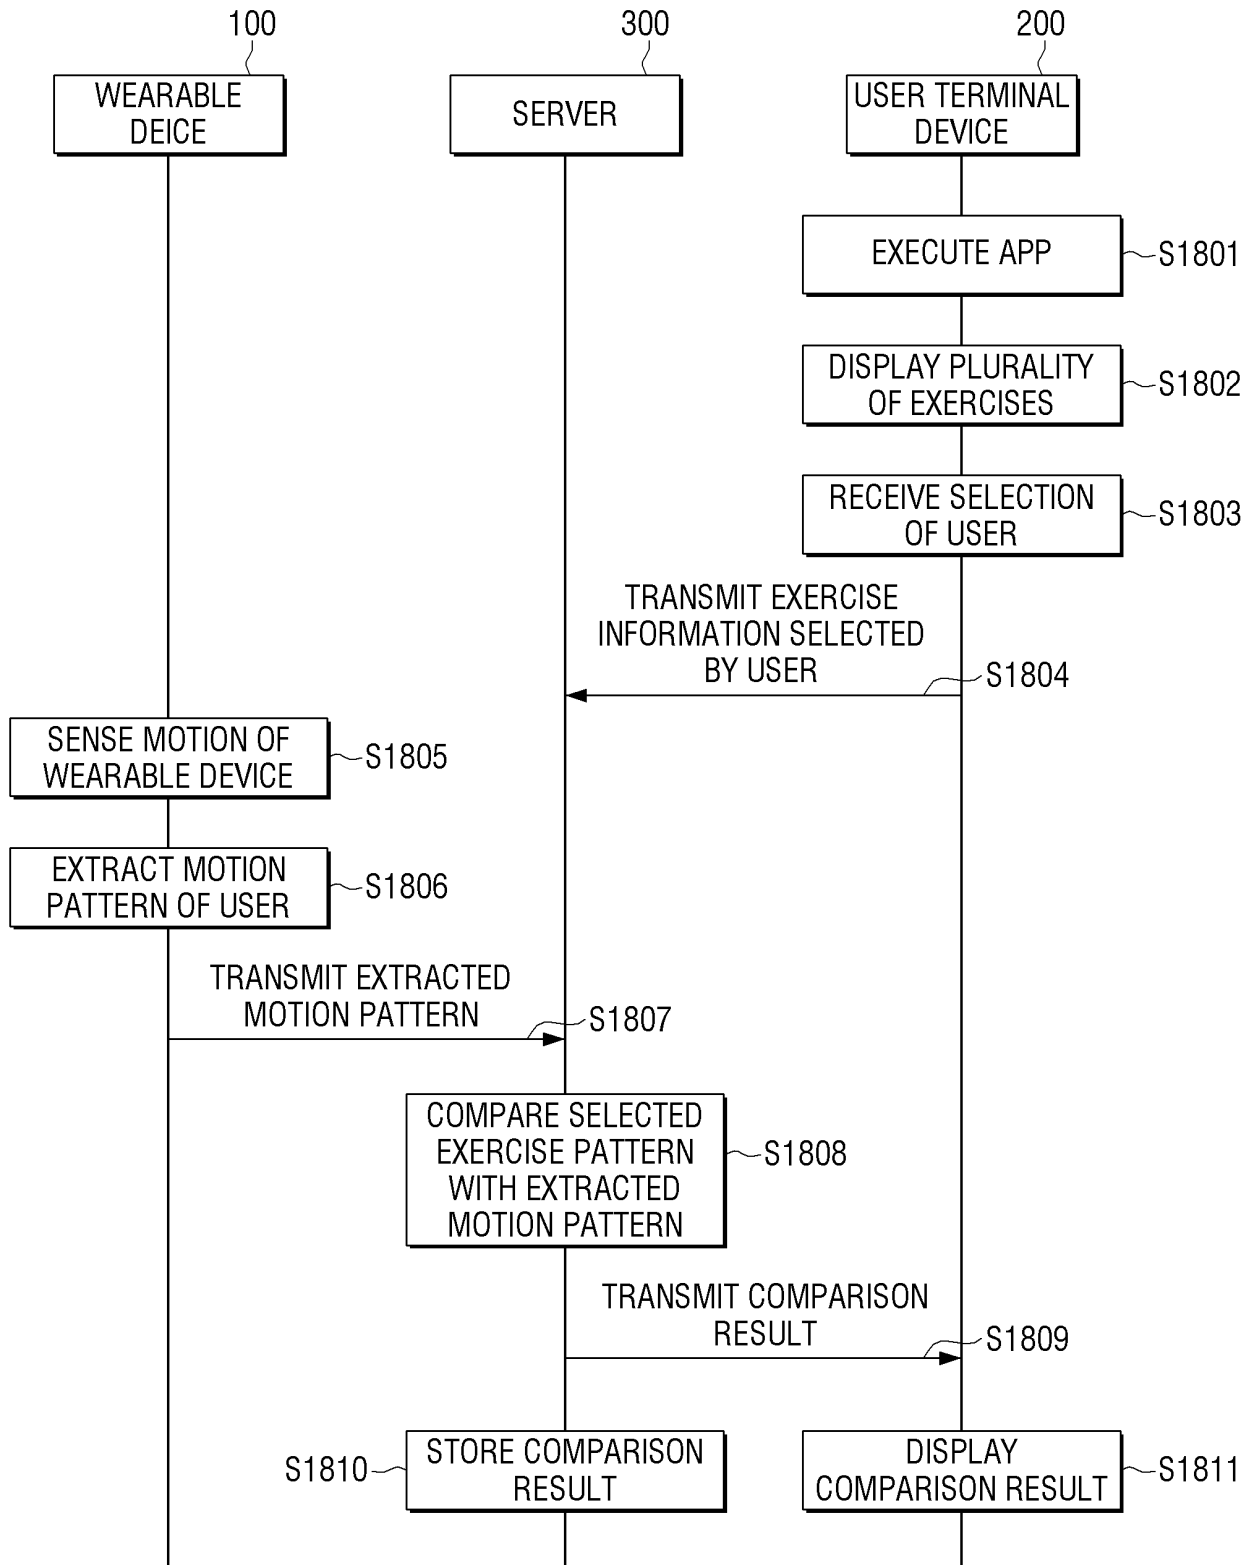 100
300
200
WEARABLE
DEICE
SERVER
USER TERMINAL
DEVICE
EXECUTE APP
S1801
DISPLAY PLURALITY
OF EXERCISES
S1802
RECEIVE SELECTION
OF USER
S1803
TRANSMIT EXERCISE
INFORMATION SELECTED
BY USER
S1804
SENSE MOTION OF
WEARABLE DEVICE
S1805
EXTRACT MOTION
PATTERN OF USER
S1806
TRANSMIT EXTRACTED
MOTION PATTERN
S1807
COMPARE SELECTED
EXERCISE PATTERN
WITH EXTRACTED
MOTION PATTERN
S1808
TRANSMIT COMPARISON
RESULT
S1809
S1810
STORE COMPARISON
RESULT
DISPLAY
COMPARISON RESULT
S1811